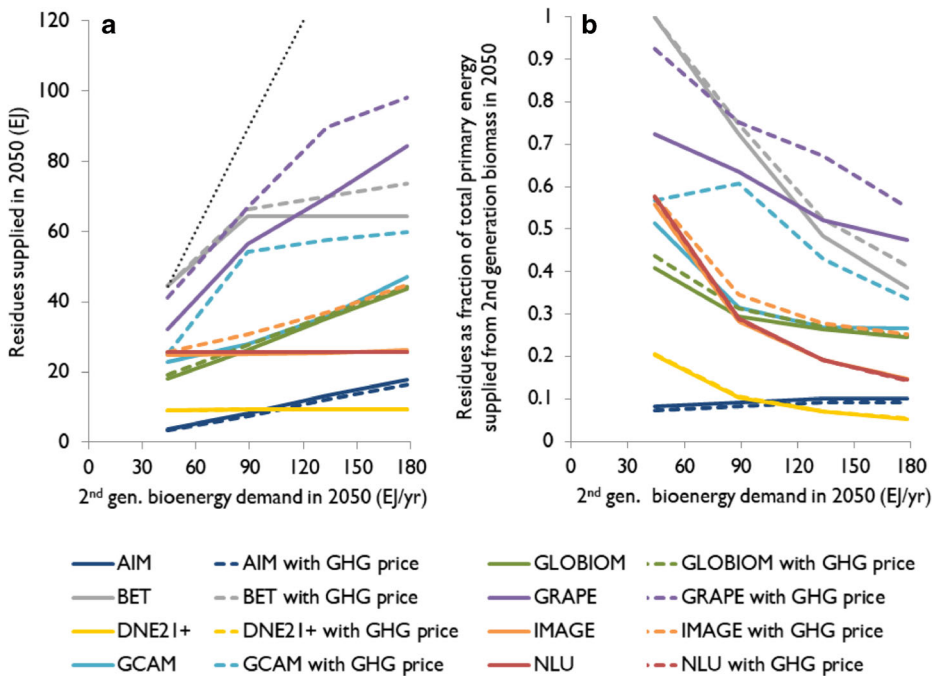 a
Residues supplied in 2050 (EJ)
120
100
80
60
40
20
0
0 30 60 90 120 150 180
2nd gen. bioenergy demand in 2050 (EJ/yr)
b
Residues as fraction of total primary energy
supplied from 2nd generation biomass in 2050
1
0.9
0.8
0.7
0.6
0.5
0.4
0.3
0.2
0.1
0
0 30 60 90 120 150 180
2nd gen. bioenergy demand in 2050 (EJ/yr)
AIM AIM with GHG price GLOBIOM GLOBIOM with GHG price
BET BET with GHG price GRAPE GRAPE with GHG price
DNE21+ DNE21+ with GHG price IMAGE IMAGE with GHG price
GCAM GCAM with GHG price NLU NLU with GHG price